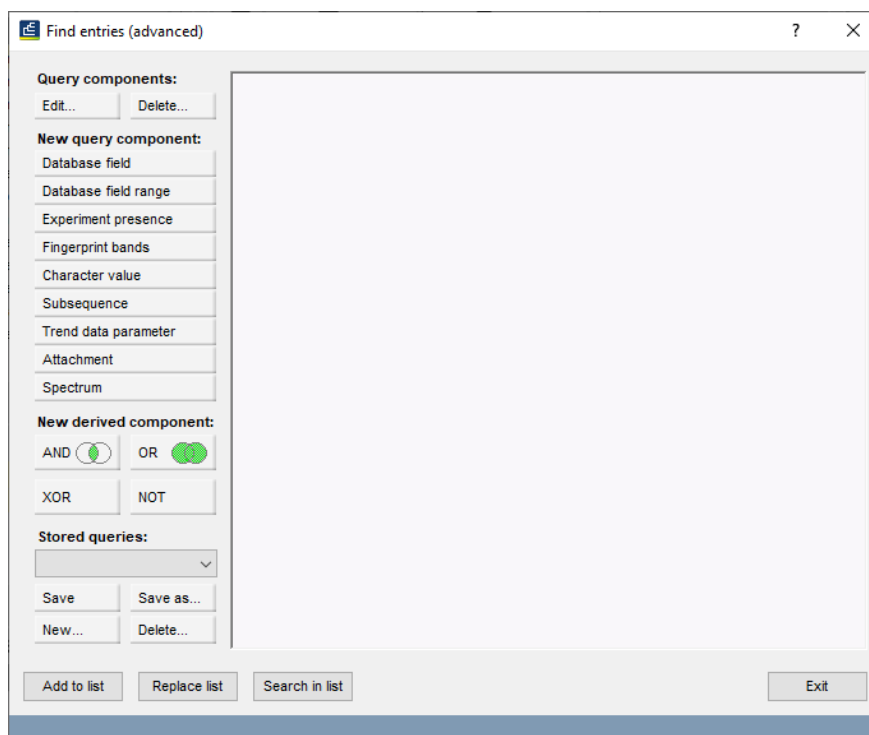 Find entries (advanced)
?
Query components:
Edit... Delete...
New query component:
Database field
Database field range
Experiment presence
Fingerprint bands
Character value
Subsequence
Trend data parameter
Attachment
Spectrum
New derived component:
AND OR
XOR NOT
Stored queries:
Save Save as...
New... Delete...
Add to list Replace list Search in list Exit